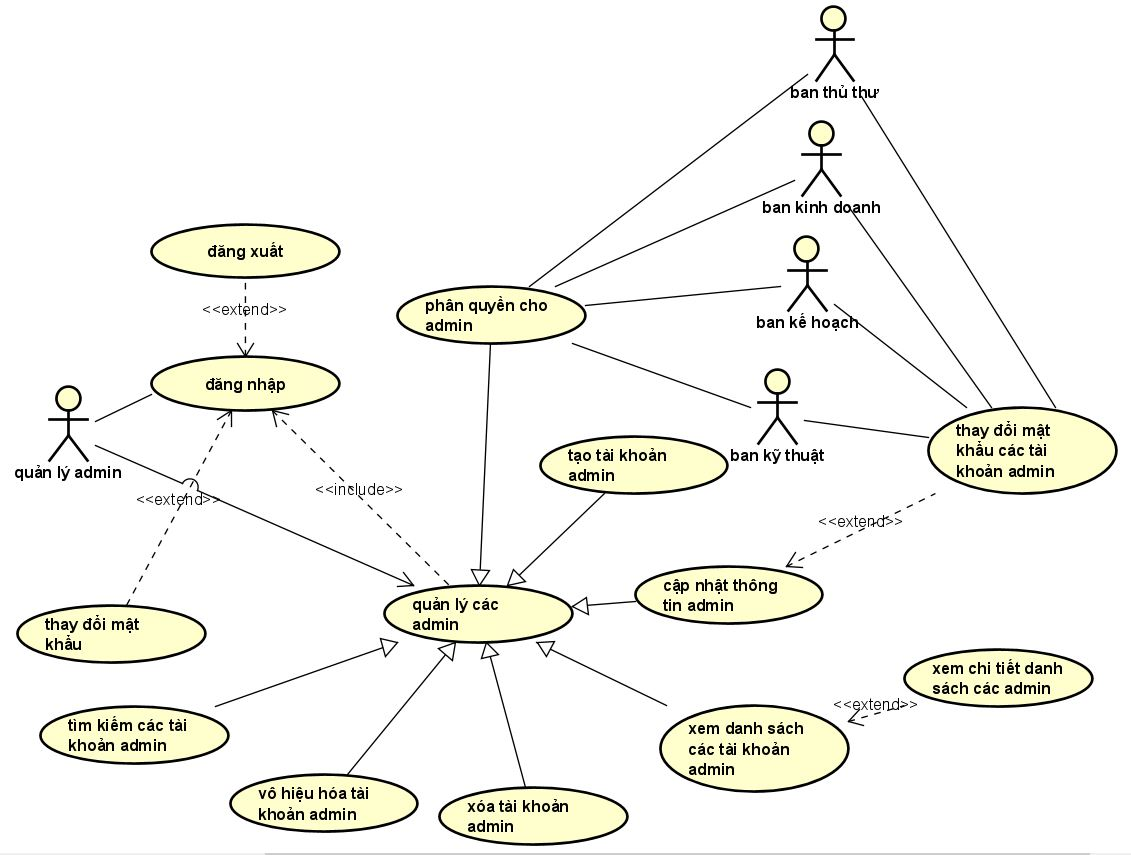 ban thủ thư
ban kinh doanh
đăng xuất
<<extend>>
phân quyền cho
admin
ban kế hoạch
đăng nhập
quản lý admin
ban kỹ thuật
thay đổi mật
khẩu các tài
khoản admin
tạo tài khoản
admin
<<extend>>
<<include>>
<<extend>>
cập nhật thông
tin admin
quản lý các
admin
thay đổi mật
khẩu
xem chi tiết danh
sách các admin
<<extend>>
tìm kiếm các tài
khoản admin
xem danh sách
các tài khoản
admin
vô hiệu hóa tài
khoản admin
xóa tài khoản
admin